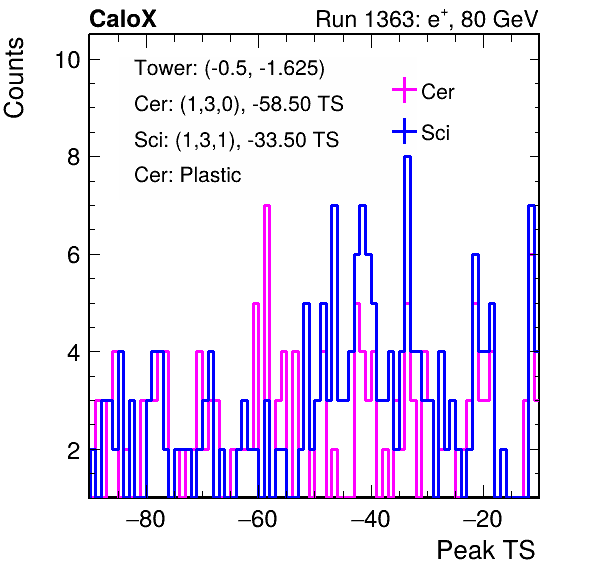 CaloX Run 1363: e⁺, 80 GeV
Counts
10
8
6
4
2
Tower: (-0.5, -1.625)
Cer: (1,3,0), -58.50 TS
Sci: (1,3,1), -33.50 TS
Cer: Plastic
Cer
Sci
−80 −60 −40 −20
Peak TS